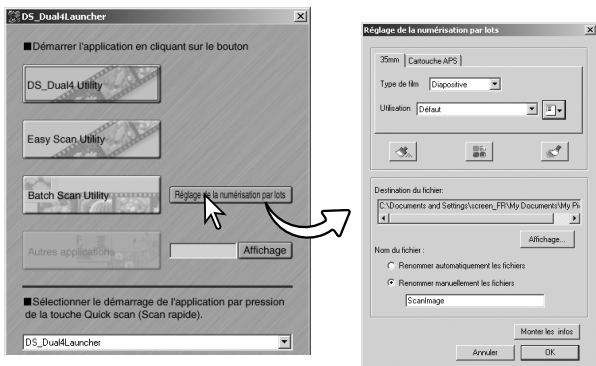 DS_Dual4Launcher
Démarrer l'application en cliquant sur le bouton
DS_Dual4 Utility
Easy Scan Utility
Batch Scan Utility
Réglage de la numérisation par lots
Autres applications
Affichage
Sélectionner le démarrage de l'application par pression
de la touche Quick scan (Scan rapide).
DS_Dual4Launcher
Réglage de la numérisation par lots
35mm
Cartouche APS
Type de film
Diapositive
Utilisation
Défaut
Destination du fichier:
C:\Documents and Settings\screen_FR\My Documents\My Pi
Affichage...
Nom du fichier :
Renommer automatiquement les fichiers
Renommer manuellement les fichiers
ScanImage
Monter les infos
Annuler
OK